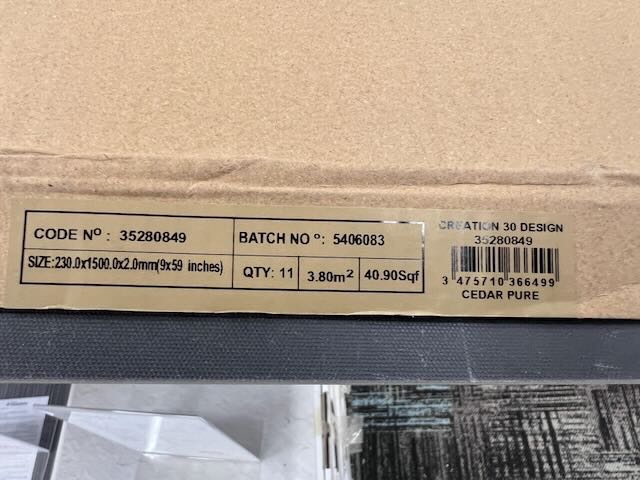 CODE Nº : 35280849
BATCH NO º: 5406083
SIZE:230.0x1500.0x2.0mm(9x59 inches)
QTY: 11
3.80m²
40.90Sqf
CREATION 30 DESIGN
35280849
3 475710 366499
CEDAR PURE